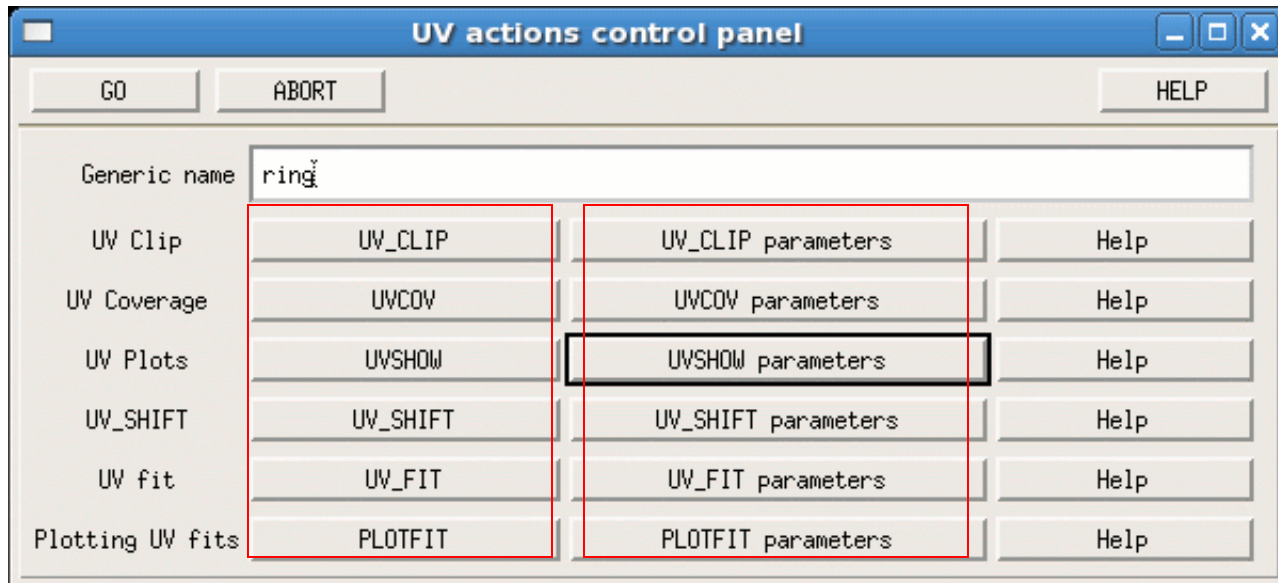 UV actions control panel
GO ABORT HELP
Generic name ring
UV Clip UV_CLIP UV_CLIP parameters Help
UV Coverage UVCOV UVCOV parameters Help
UV Plots UVSHOW UVSHOW parameters Help
UV_SHIFT UV_SHIFT UV_SHIFT parameters Help
UV fit UV_FIT UV_FIT parameters Help
Plotting UV fits PLOTFIT PLOTFIT parameters Help